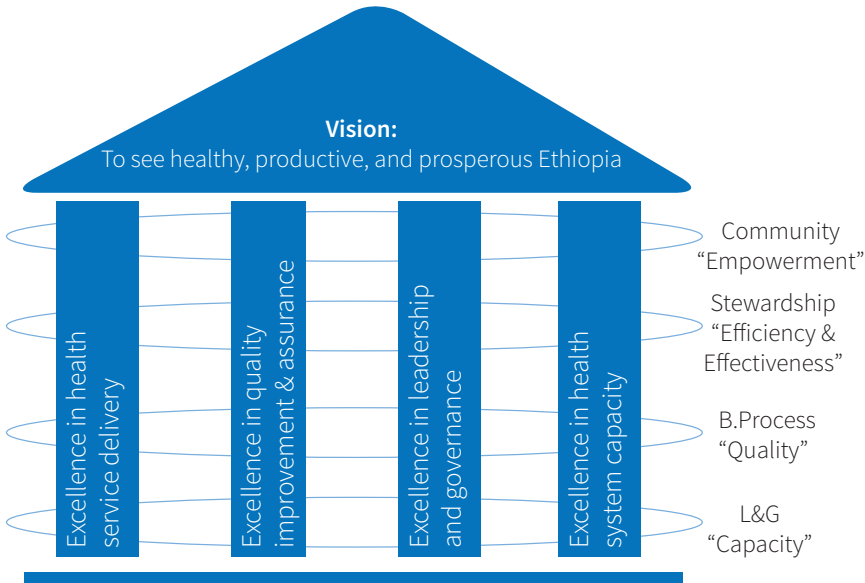 Vision:
To see healthy, productive, and prosperous Ethiopia
Excellence in health
service delivery
Excellence in quality
improvement & assurance
Excellence in leadership
and governance
Excellence in health
system capacity
Community
“Empowerment”
Stewardship
“Efficiency &
Effectiveness”
B.Process
“Quality”
L&G
“Capacity”